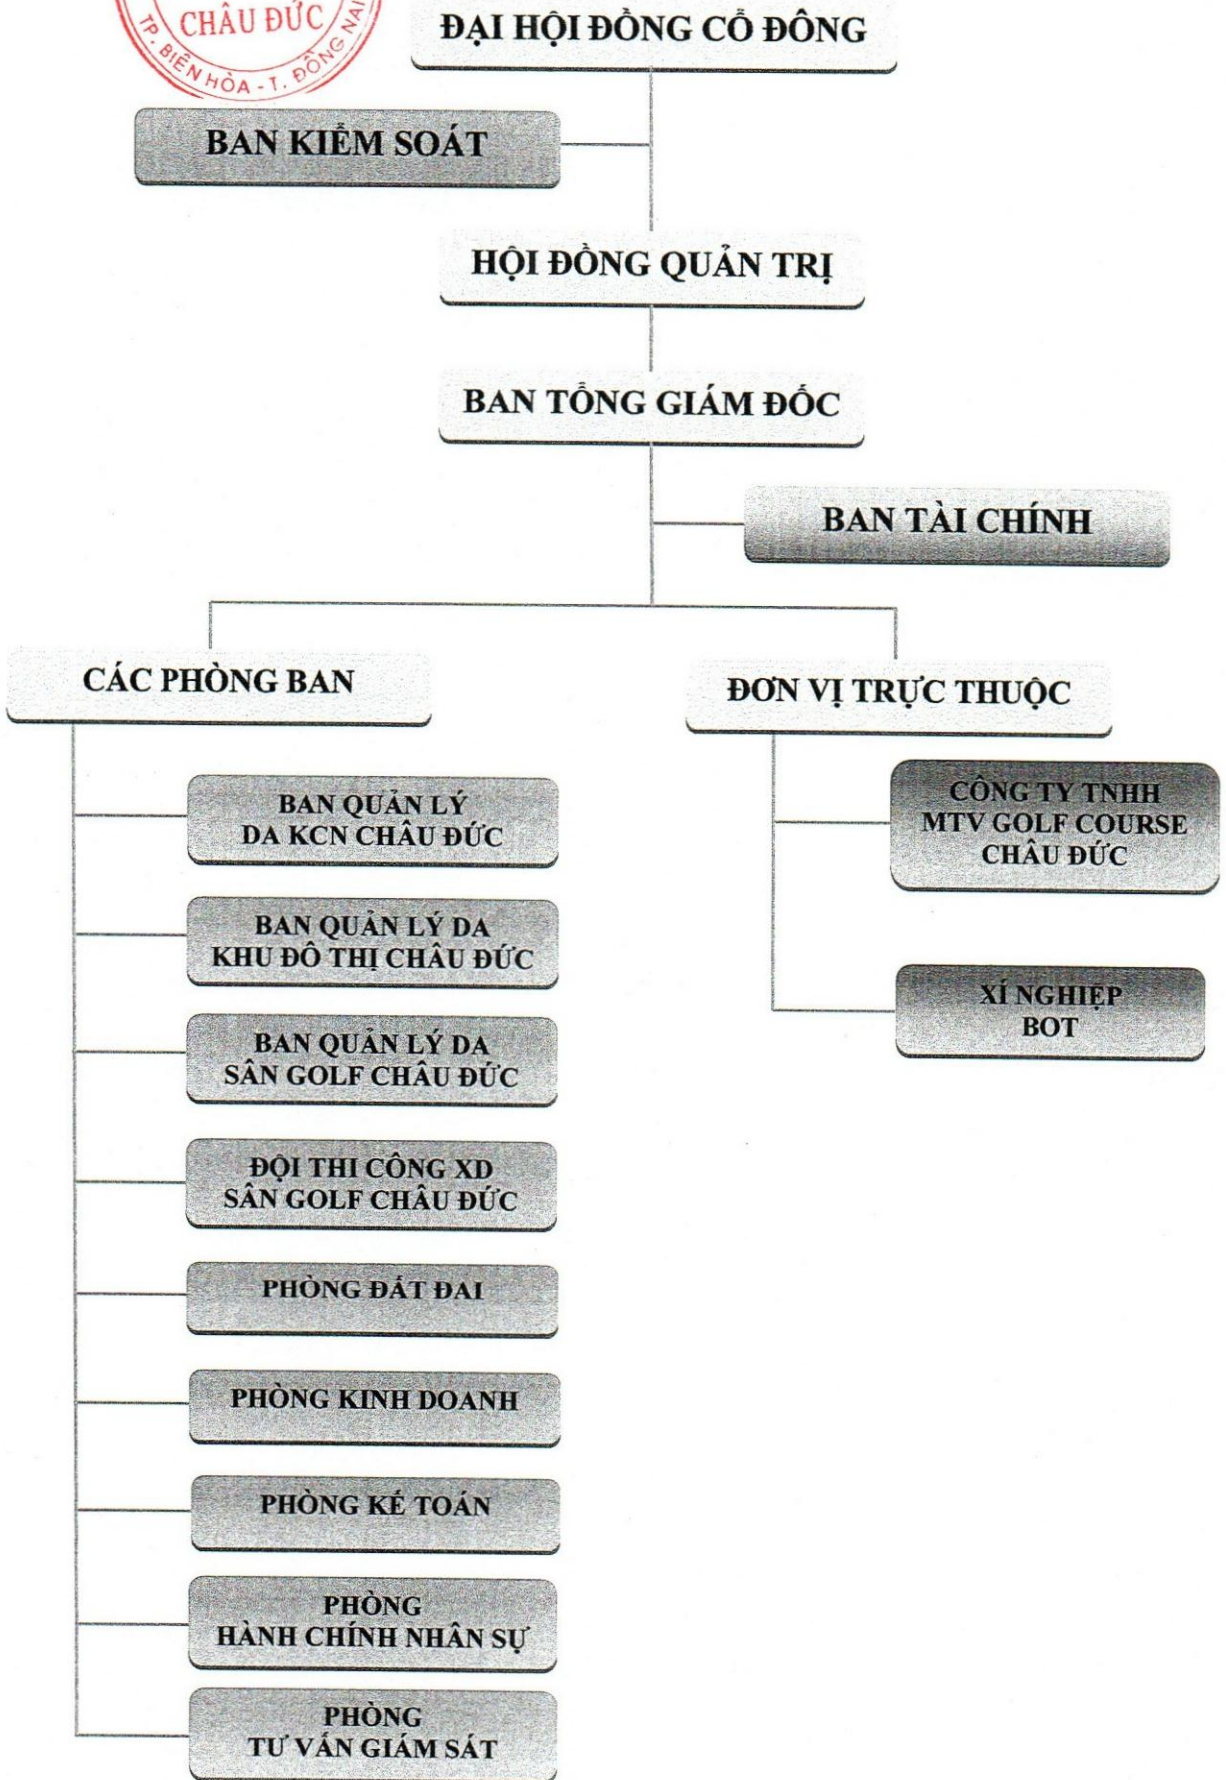 CHÂU ĐỨC
TP. BIÊN HÒA - T. ĐỒNG NAI
ĐẠI HỘI ĐỒNG CỔ ĐÔNG
BAN KIỂM SOÁT
HỘI ĐỒNG QUẢN TRỊ
BAN TỔNG GIÁM ĐỐC
BAN TÀI CHÍNH
CÁC PHÒNG BAN
ĐƠN VỊ TRỰC THUỘC
BAN QUẢN LÝ
DA KCN CHÂU ĐỨC
BAN QUẢN LÝ DA
KHU ĐÔ THỊ CHÂU ĐỨC
BAN QUẢN LÝ DA
SÂN GOLF CHÂU ĐỨC
ĐỘI THI CÔNG XD
SÂN GOLF CHÂU ĐỨC
PHÒNG ĐẤT ĐAI
PHÒNG KINH DOANH
PHÒNG KẾ TOÁN
PHÒNG
HÀNH CHÍNH NHÂN SỰ
PHÒNG
TƯ VẤN GIÁM SÁT
CÔNG TY TNHH
MTV GOLF COURSE
CHÂU ĐỨC
XÍ NGHIỆP
BOT